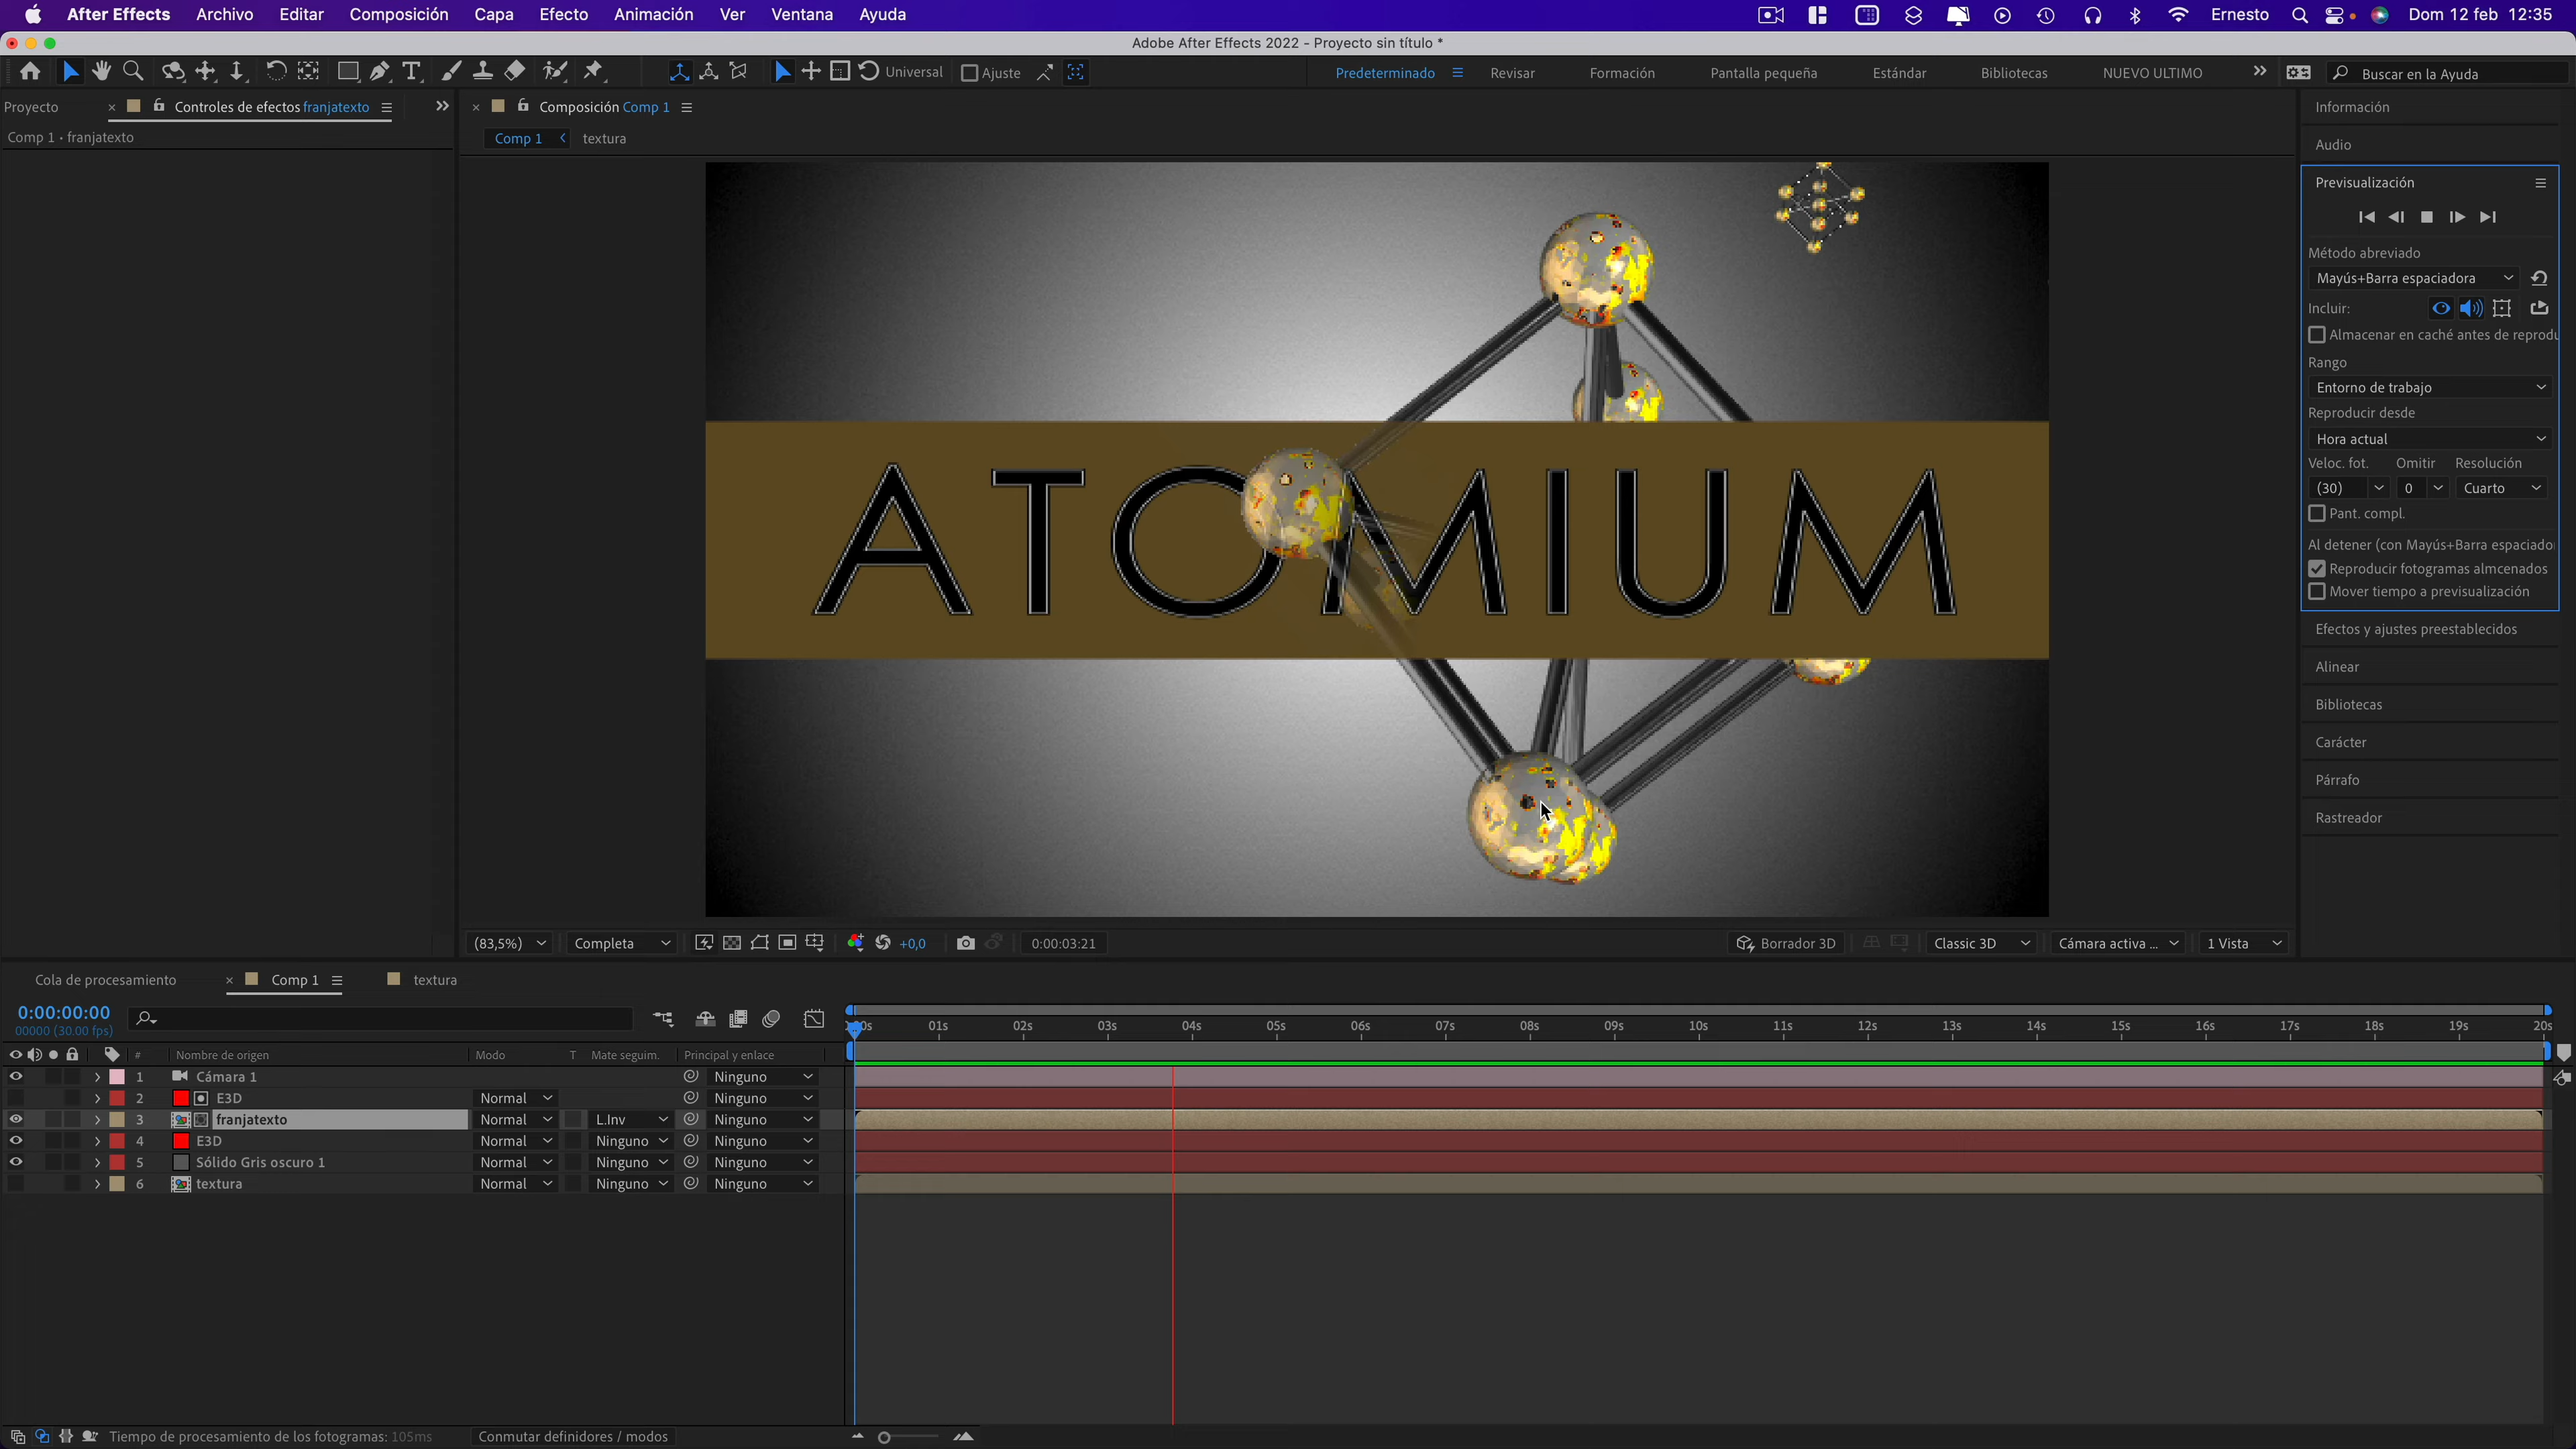 After Effects Archivo Editar Composición Capa Efecto Animación Ver Ventana Ayuda Ernesto Dom 12 feb 12:35
Adobe After Effects 2022 - Proyecto sin título *
Universal Ajuste Predeterminado Revisar Formación Pantalla pequeña Estándar Bibliotecas NUEVO ULTIMO Buscar en la Ayuda
Proyecto Controles de efectos franjatexto Composición Comp 1
Comp 1 • franjatexto
Comp 1 textura
ATOMIUM
(83,5%) Completa +0,0 0:00:03:21 Borrador 3D Classic 3D Cámara activa ... 1 Vista
Información
Audio
Previsualización
Método abreviado
Mayús+Barra espaciadora
Incluir:
Almacenar en caché antes de reprodu
Rango
Entorno de trabajo
Reproducir desde
Hora actual
Veloc. fot. Omitir Resolución
(30) 0 Cuarto
Pant. compl.
Al detener (con Mayús+Barra espaciado
Reproducir fotogramas almcenados
Mover tiempo a previsualización
Efectos y ajustes preestablecidos
Alinear
Bibliotecas
Carácter
Párrafo
Rastreador
Cola de procesamiento Comp 1 textura
0:00:00:00
00000 (30.00 fps)
00s 01s 02s 03s 04s 05s 06s 07s 08s 09s 10s 11s 12s 13s 14s 15s 16s 17s 18s 19s 20s
# Nombre de origen Modo T Mate seguim. Principal y enlace
1 Cámara 1 Ninguno
2 E3D Normal Ninguno
3 franjatexto Normal L.Inv Ninguno
4 E3D Normal Ninguno Ninguno
5 Sólido Gris oscuro 1 Normal Ninguno Ninguno
6 textura Normal Ninguno Ninguno
Tiempo de procesamiento de los fotogramas: 105ms Conmutar definidores / modos